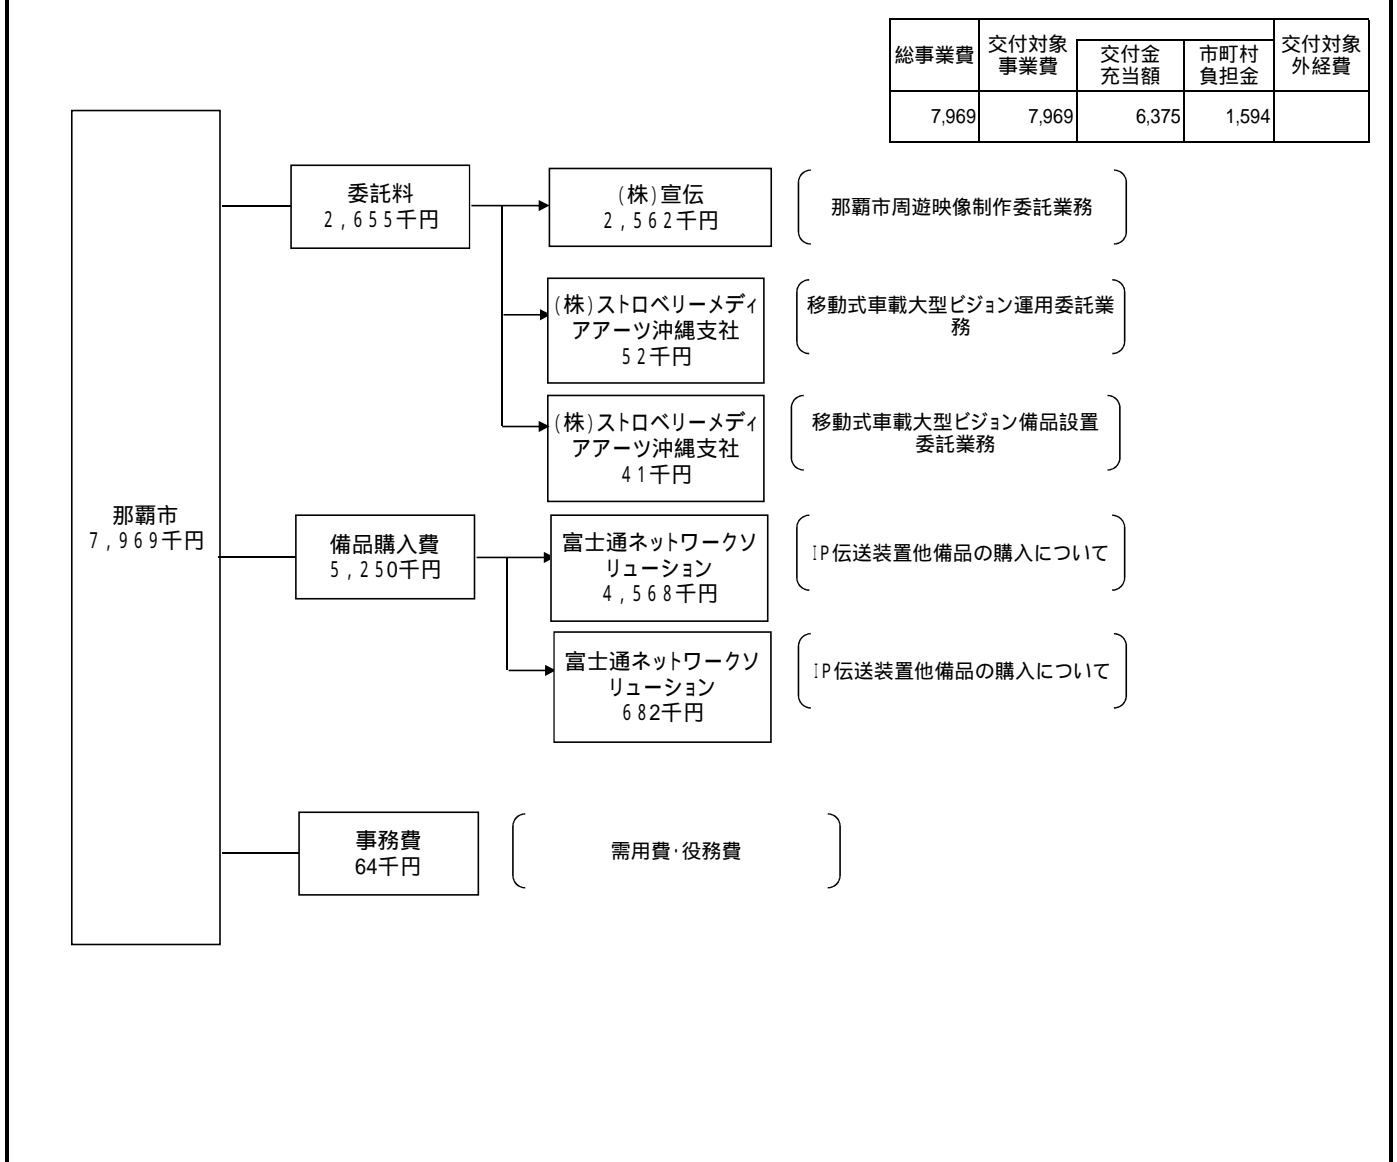 総事業費
交付対象
事業費
交付金
充当額
市町村
負担金
交付対象
外経費
7,969
7,969
6,375
1,594
那覇市
7,969千円
委託料
2,655千円
(株)宣伝
2,562千円
那覇市周遊映像制作委託業務
(株)ストロベリーメディ
アアーツ沖縄支社
52千円
移動式車載大型ビジョン運用委託業
務
(株)ストロベリーメディ
アアーツ沖縄支社
41千円
移動式車載大型ビジョン備品設置
委託業務
備品購入費
5,250千円
富士通ネットワークソ
リューション
4,568千円
IP伝送装置他備品の購入について
富士通ネットワークソ
リューション
682千円
IP伝送装置他備品の購入について
事務費
64千円
需用費・役務費